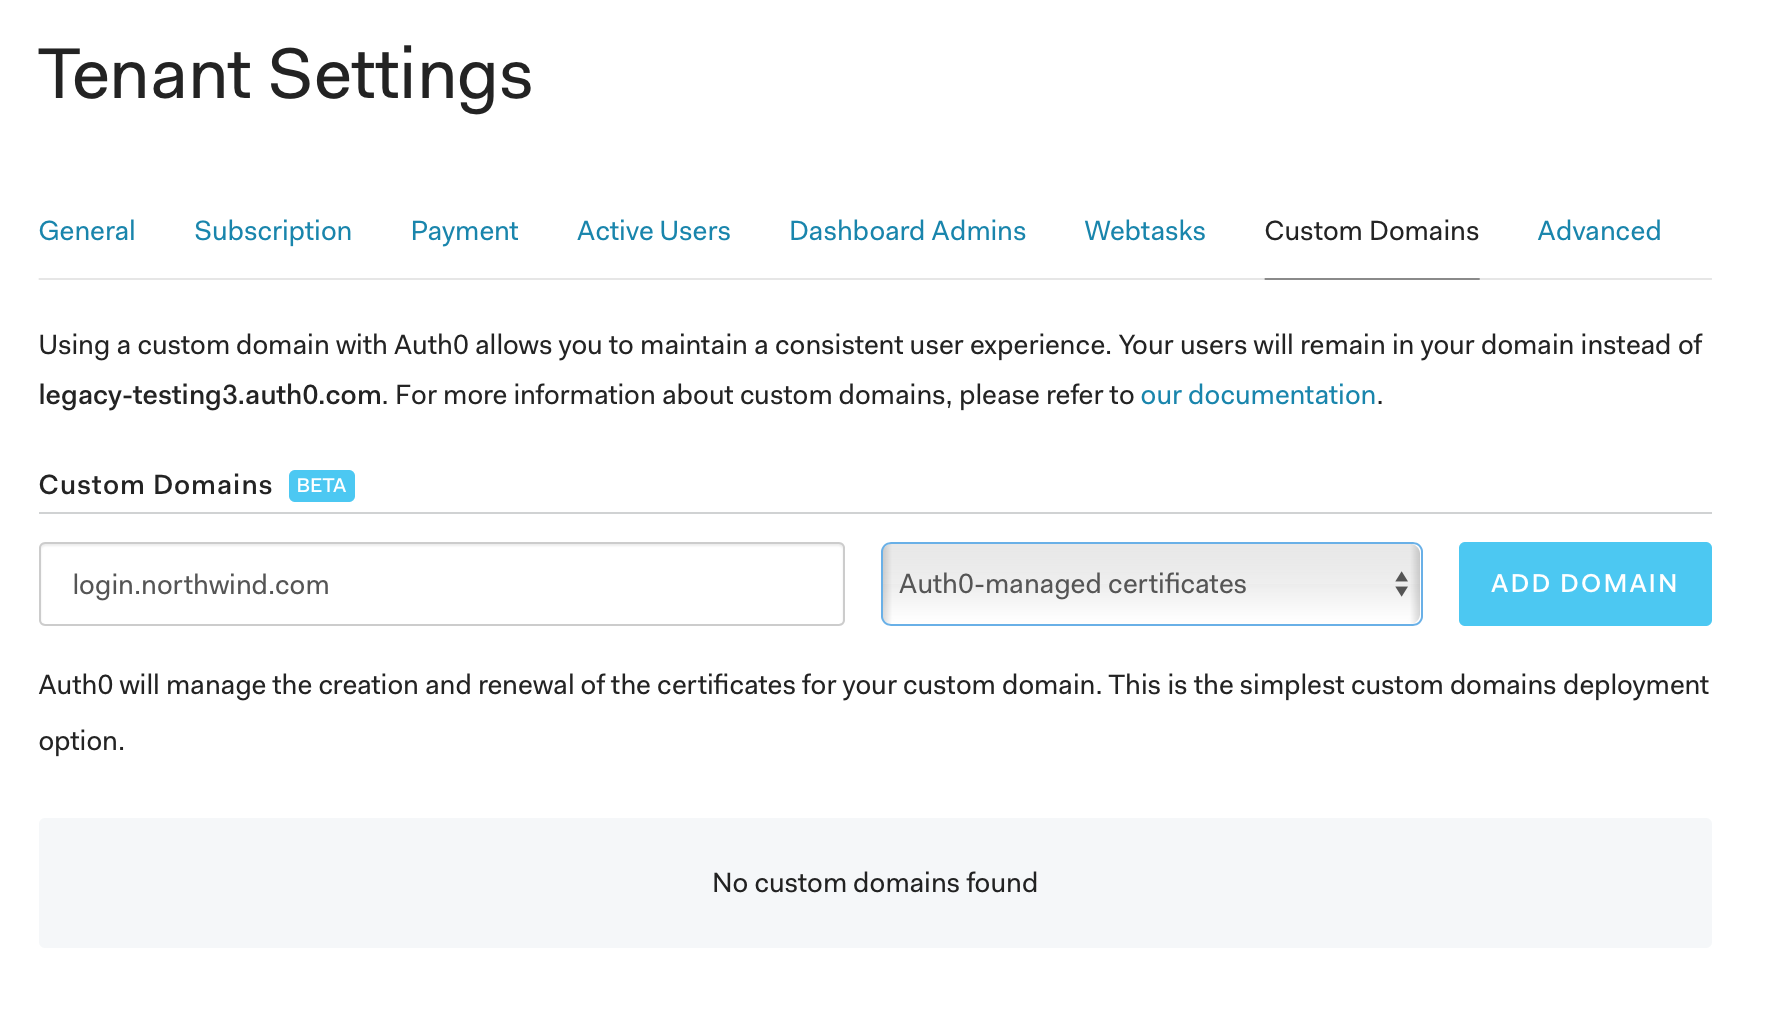 Tenant Settings
General Subscription Payment Active Users Dashboard Admins Webtasks Custom Domains Advanced
Using a custom domain with Auth0 allows you to maintain a consistent user experience. Your users will remain in your domain instead of
legacy-testing3.auth0.com. For more information about custom domains, please refer to our documentation.
Custom Domains BETA
login.northwind.com Auth0-managed certificates ADD DOMAIN
Auth0 will manage the creation and renewal of the certificates for your custom domain. This is the simplest custom domains deployment
option.
No custom domains found